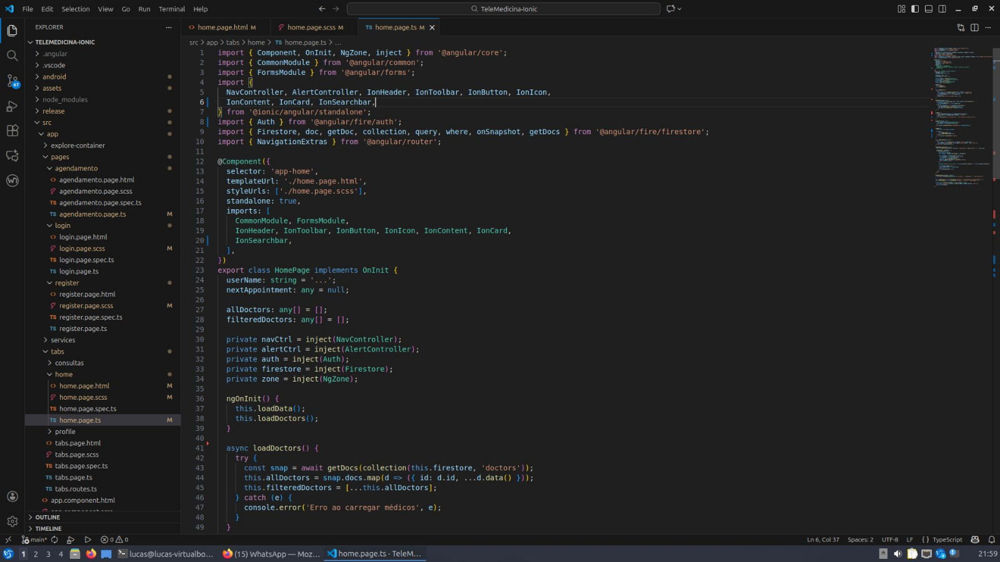 File Edit Selection View Go Run Terminal Help
TeleMedicina-Ionic
EXPLORER
TELEMEDICINA-IONIC
.angular
.vscode
android
assets
node_modules
release
src
app
explore-container
pages
agendamento
agendamento.page.html
agendamento.page.scss
agendamento.page.spec.ts
agendamento.page.ts M
login
login.page.html
login.page.scss M
login.page.spec.ts
login.page.ts
register
register.page.html
register.page.scss M
register.page.spec.ts
register.page.ts
services
tabs
consultas
home
home.page.html M
home.page.scss M
home.page.spec.ts
home.page.ts M
profile
tabs.page.html
tabs.page.scss
tabs.page.spec.ts
tabs.page.ts
tabs.routes.ts
app.component.html
OUTLINE
TIMELINE
67
home.page.html M home.page.scss M TS home.page.ts M
src > app > tabs > home > TS home.page.ts > ...
1 import { Component, OnInit, NgZone, inject } from '@angular/core';
2 import { CommonModule } from '@angular/common';
3 import { FormsModule } from '@angular/forms';
4 import {
5 NavController, AlertController, IonHeader, IonToolbar, IonButton, IonIcon,
6 IonContent, IonCard, IonSearchbar,
7 } from '@ionic/angular/standalone';
8 import { Auth } from '@angular/fire/auth';
9 import { Firestore, doc, getDoc, collection, query, where, onSnapshot, getDocs } from '@angular/fire/firestore';
10 import { NavigationExtras } from '@angular/router';
11
12 @Component({
13 selector: 'app-home',
14 templateUrl: './home.page.html',
15 styleUrls: ['./home.page.scss'],
16 standalone: true,
17 imports: [
18 CommonModule, FormsModule,
19 IonHeader, IonToolbar, IonButton, IonIcon, IonContent, IonCard,
20 IonSearchbar,
21 ],
22 })
23 export class HomePage implements OnInit {
24 userName: string = '...';
25 nextAppointment: any = null;
26
27 allDoctors: any[] = [];
28 filteredDoctors: any[] = [];
29
30 private navCtrl = inject(NavController);
31 private alertCtrl = inject(AlertController);
32 private auth = inject(Auth);
33 private firestore = inject(Firestore);
34 private zone = inject(NgZone);
35
36 ngOnInit() {
37 this.loadData();
38 this.loadDoctors();
39 }
40
41 async loadDoctors() {
42 try {
43 const snap = await getDocs(collection(this.firestore, 'doctors'));
44 this.allDoctors = snap.docs.map(d => ({ id: d.id, ...d.data() }));
45 this.filteredDoctors = [...this.allDoctors];
46 } catch (e) {
47 console.error('Erro ao carregar médicos', e);
48 }
49 }
main* 0 0 Ln 6, Col 37 Spaces: 2 UTF-8 LF { } TypeScript
1 2 3 4 lucas@lucas-virtualbo... (15) WhatsApp — Moz... home.page.ts - TeleM... 21:59